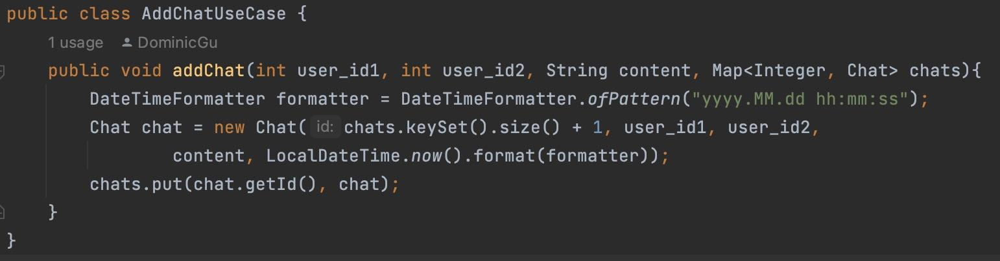 public class AddChatUseCase {
1 usage DominicGu
public void addChat(int user_id1, int user_id2, String content, Map<Integer, Chat> chats){
DateTimeFormatter formatter = DateTimeFormatter.ofPattern("yyyy.MM.dd hh:mm:ss");
Chat chat = new Chat( id: chats.keySet().size() + 1, user_id1, user_id2,
content, LocalDateTime.now().format(formatter));
chats.put(chat.getId(), chat);
}
}